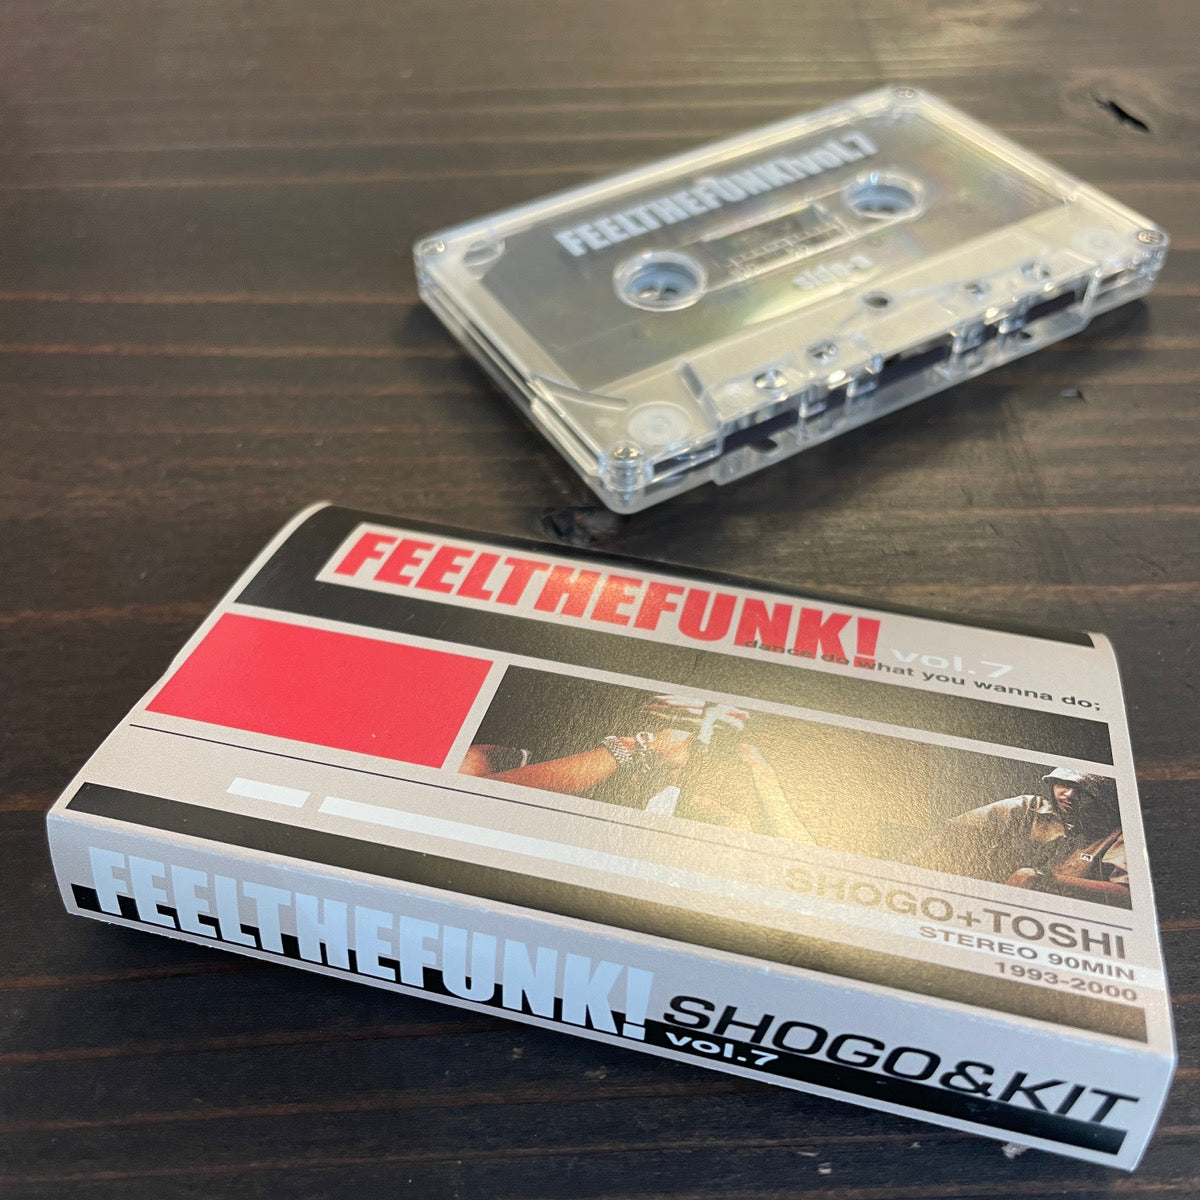 FEELTHEFUNK!vol.7
side-a
FEELTHEFUNK! vol.7
dance do what you wanna do;
SHOGO+TOSHI
STEREO 90MIN
1993-2000
FEELTHEFUNK! SHOGO&KIT
vol.7